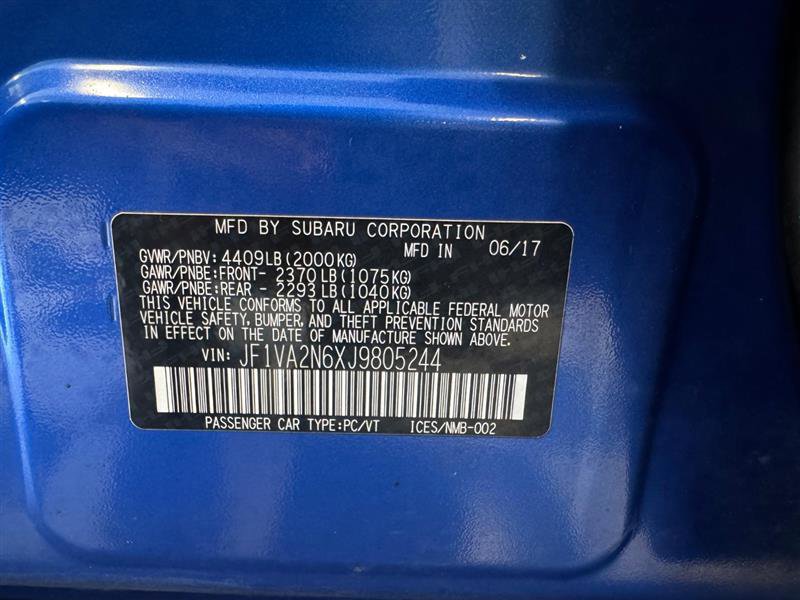 MFD BY SUBARU CORPORATION
MFD IN 06/17
GVWR/PNBV: 4409LB(2000KG)
GAWR/PNBE:FRONT- 2370LB(1075KG)
GAWR/PNBE:REAR - 2293LB(1040KG)
THIS VEHICLE CONFORMS TO ALL APPLICABLE FEDERAL MOTOR
VEHICLE SAFETY, BUMPER, AND THEFT PREVENTION STANDARDS
IN EFFECT ON THE DATE OF MANUFACTURE SHOWN ABOVE.
VIN: JF1VA2N6XJ9805244
PASSENGER CAR TYPE:PC/VT ICES/NMB-002